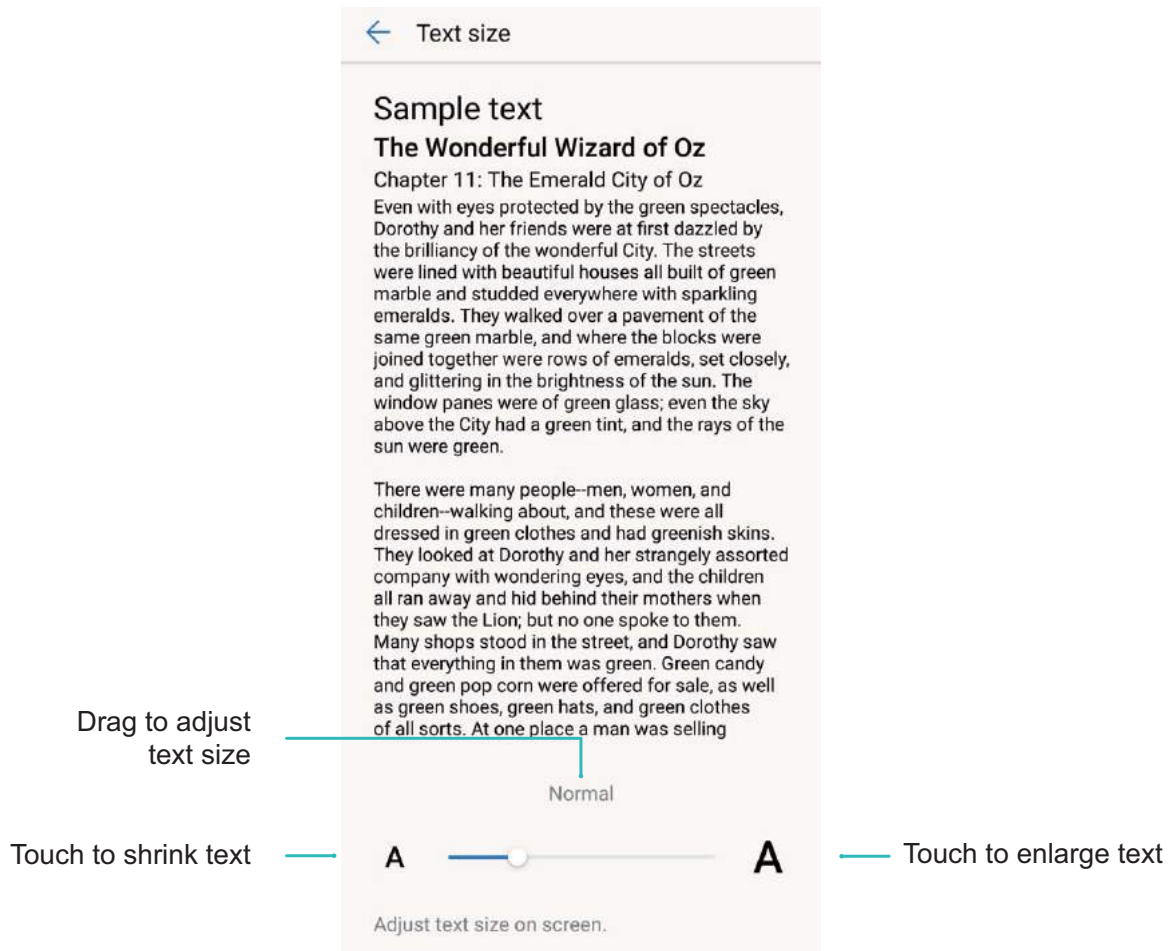 Text size
Sample text
The Wonderful Wizard of Oz
Chapter 11: The Emerald City of Oz
Even with eyes protected by the green spectacles,
Dorothy and her friends were at first dazzled by
the brilliancy of the wonderful City. The streets
were lined with beautiful houses all built of green
marble and studded everywhere with sparkling
emeralds. They walked over a pavement of the
same green marble, and where the blocks were
joined together were rows of emeralds, set closely,
and glittering in the brightness of the sun. The
window panes were of green glass; even the sky
above the City had a green tint, and the rays of the
sun were green.
There were many people--men, women, and
children--walking about, and these were all
dressed in green clothes and had greenish skins.
They looked at Dorothy and her strangely assorted
company with wondering eyes, and the children
all ran away and hid behind their mothers when
they saw the Lion; but no one spoke to them.
Many shops stood in the street, and Dorothy saw
that everything in them was green. Green candy
and green pop corn were offered for sale, as well
as green shoes, green hats, and green clothes
of all sorts. At one place a man was selling
Drag to adjust
text size
Normal
Touch to shrink text
A
A
Touch to enlarge text
Adjust text size on screen.